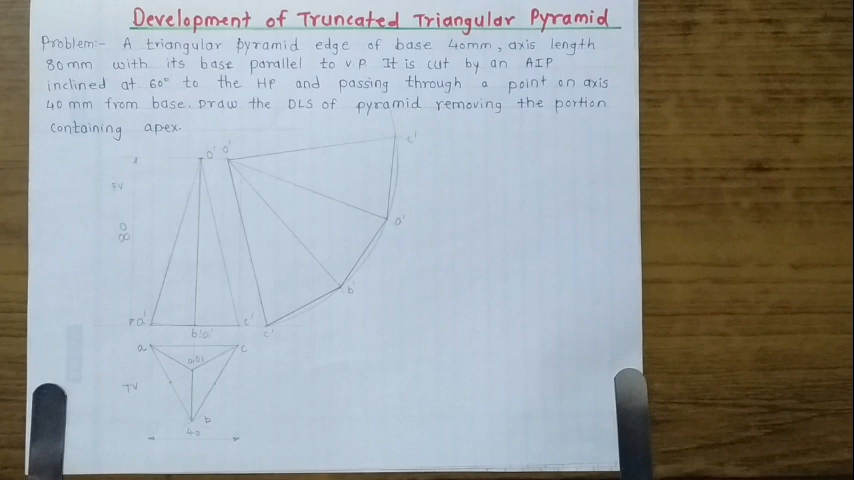 Development of Truncated Triangular Pyramid
Problem:- A triangular pyramid edge of base 40mm, axis length
80mm with its base parallel to V.P. It is cut by an AIP
inclined at 60° to the HP and passing through a point on axis
40 mm from base. Draw the DLS of pyramid removing the portion
containing apex.
o' o' c'
FV
80
a'
b'
a' b'o' c' c'
a c
TV
b
40